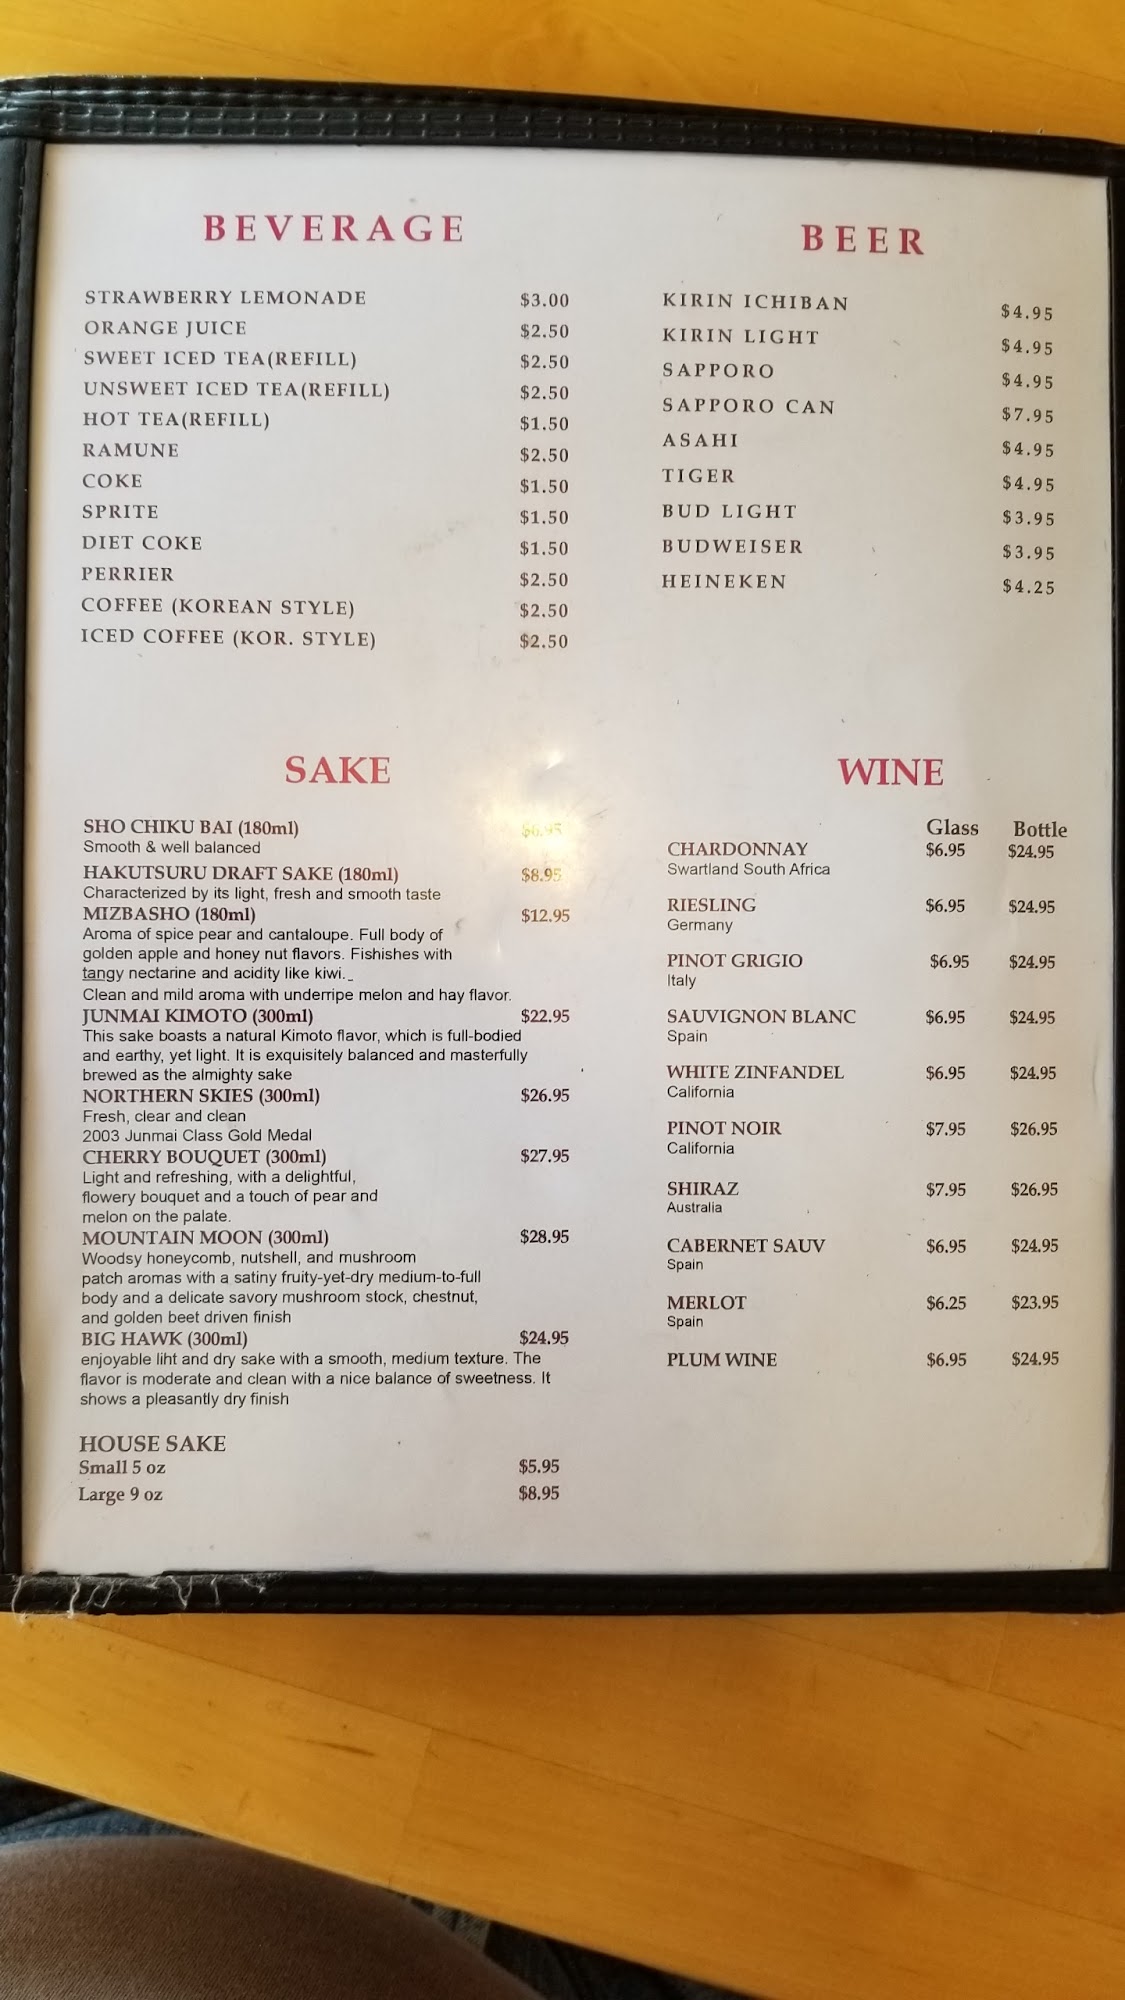 BEVERAGE
STRAWBERRY LEMONADE $3.00
ORANGE JUICE $2.50
SWEET ICED TEA(REFILL) $2.50
UNSWEET ICED TEA(REFILL) $2.50
HOT TEA(REFILL) $1.50
RAMUNE $2.50
COKE $1.50
SPRITE $1.50
DIET COKE $1.50
PERRIER $2.50
COFFEE (KOREAN STYLE) $2.50
ICED COFFEE (KOR. STYLE) $2.50
BEER
KIRIN ICHIBAN $4.95
KIRIN LIGHT $4.95
SAPPORO $4.95
SAPPORO CAN $7.95
ASAHI $4.95
TIGER $4.95
BUD LIGHT $3.95
BUDWEISER $3.95
HEINEKEN $4.25
SAKE
SHO CHIKU BAI (180ml) $6.95
Smooth & well balanced
HAKUTSURU DRAFT SAKE (180ml) $8.95
Characterized by its light, fresh and smooth taste
MIZBASHO (180ml) $12.95
Aroma of spice pear and cantaloupe. Full body of
golden apple and honey nut flavors. Fishishes with
tangy nectarine and acidity like kiwi._
Clean and mild aroma with underripe melon and hay flavor.
JUNMAI KIMOTO (300ml) $22.95
This sake boasts a natural Kimoto flavor, which is full-bodied
and earthy, yet light. It is exquisitely balanced and masterfully
brewed as the almighty sake
NORTHERN SKIES (300ml) $26.95
Fresh, clear and clean
2003 Junmai Class Gold Medal
CHERRY BOUQUET (300ml) $27.95
Light and refreshing, with a delightful,
flowery bouquet and a touch of pear and
melon on the palate.
MOUNTAIN MOON (300ml) $28.95
Woodsy honeycomb, nutshell, and mushroom
patch aromas with a satiny fruity-yet-dry medium-to-full
body and a delicate savory mushroom stock, chestnut,
and golden beet driven finish
BIG HAWK (300ml) $24.95
enjoyable liht and dry sake with a smooth, medium texture. The
flavor is moderate and clean with a nice balance of sweetness. It
shows a pleasantly dry finish
HOUSE SAKE
Small 5 oz $5.95
Large 9 oz $8.95
WINE
Glass Bottle
CHARDONNAY $6.95 $24.95
Swartland South Africa
RIESLING $6.95 $24.95
Germany
PINOT GRIGIO $6.95 $24.95
Italy
SAUVIGNON BLANC $6.95 $24.95
Spain
WHITE ZINFANDEL $6.95 $24.95
California
PINOT NOIR $7.95 $26.95
California
SHIRAZ $7.95 $26.95
Australia
CABERNET SAUV $6.95 $24.95
Spain
MERLOT $6.25 $23.95
Spain
PLUM WINE $6.95 $24.95